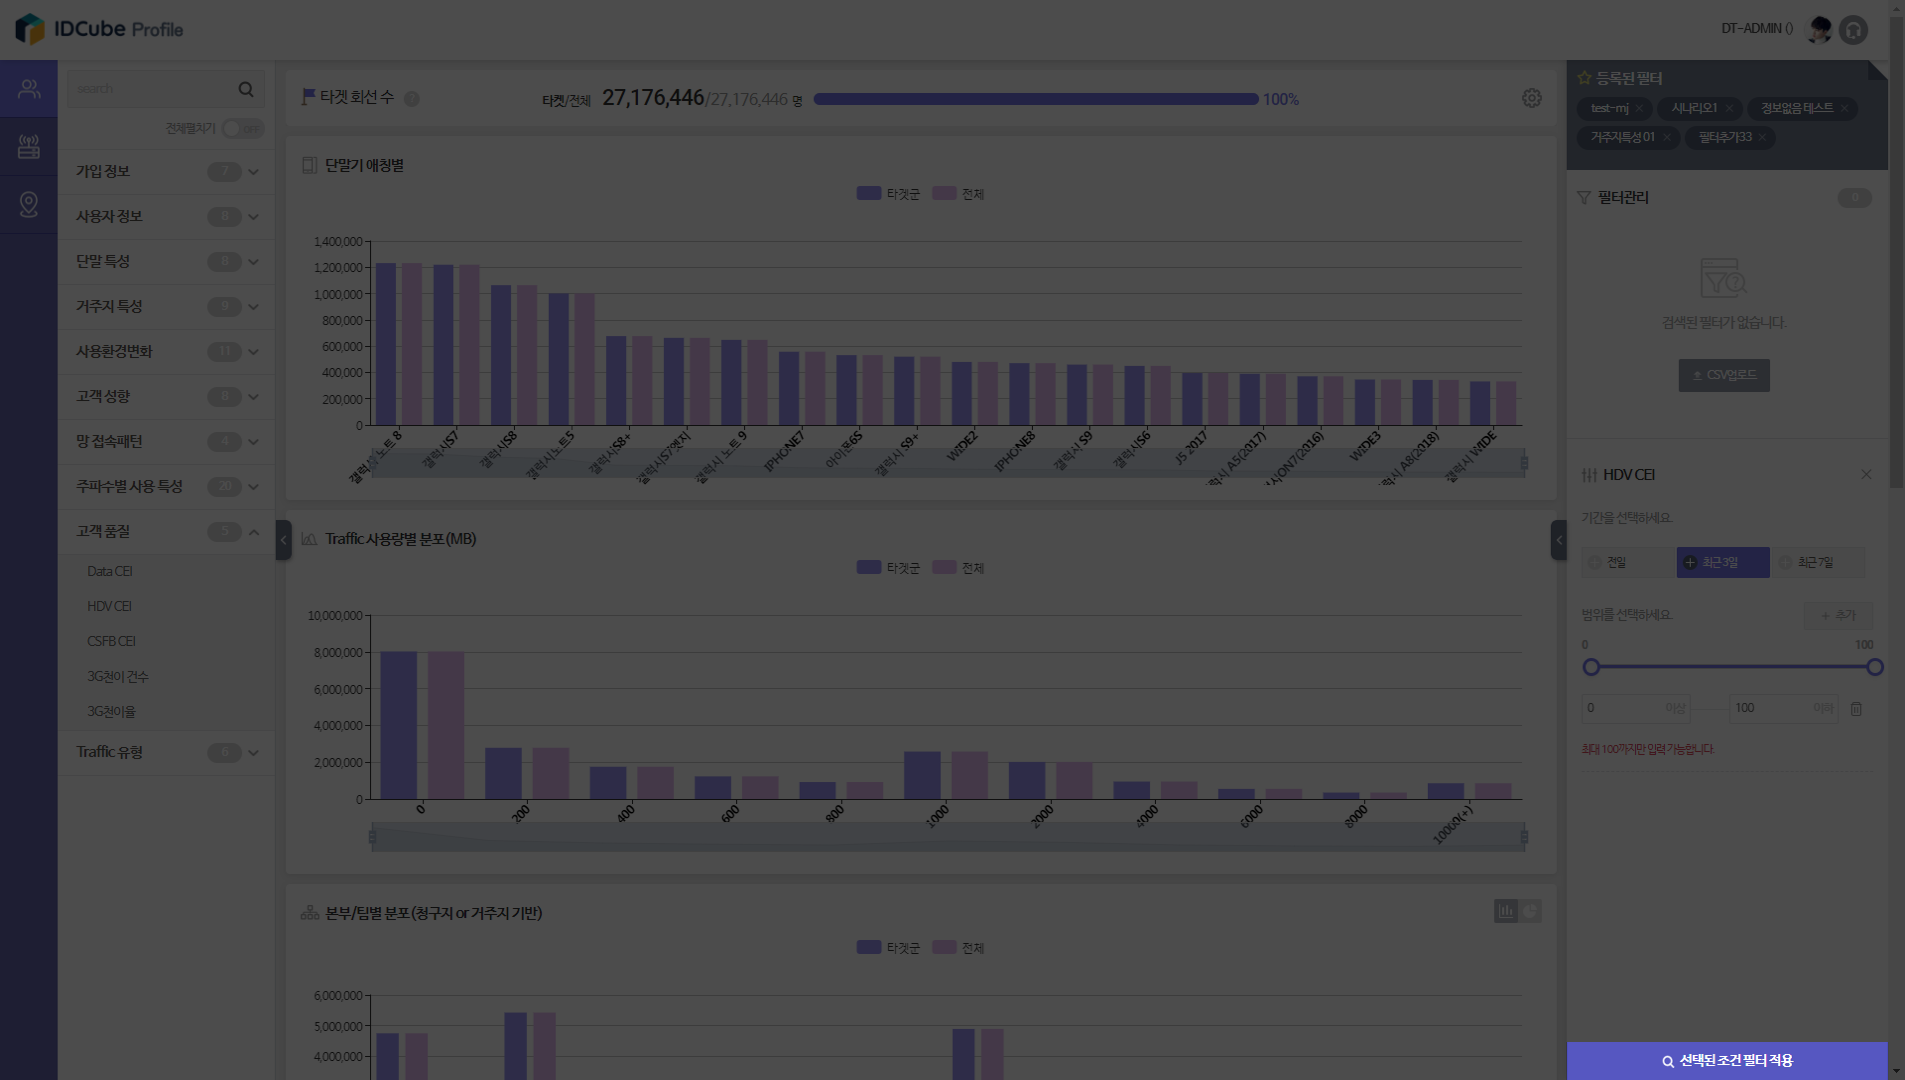 IDCube Profile
DT-ADMIN ()
search
전체펼치기 OFF
가입 정보 7
사용자 정보 8
단말 특성 8
거주지 특성 9
사용환경변화 11
고객 성향 8
망 접속패턴 4
주파수별 사용 특성 20
고객 품질 5
Data CEI
HDV CEI
CSFB CEI
3G천이 건수
3G천이율
Traffic 유형 6
타겟 회선 수 ?
타켓/전체 27,176,446/27,176,446 명 100%
단말기 애칭별
타겟군 전체
1,400,000
1,200,000
1,000,000
800,000
600,000
400,000
200,000
0
갤럭시 노트 8
갤럭시S7
갤럭시S8
갤럭시노트5
갤럭시S8+
갤럭시S7엣지
갤럭시 노트 9
IPHONE7
아이폰6S
갤럭시 S9+
WIDE2
IPHONE8
갤럭시 S9
갤럭시S6
J5 2017
럭시 A5(2017)
시ON7(2016)
WIDE3
럭시 A8(2018)
갤럭시 WIDE
Traffic 사용량별 분포(MB)
타겟군 전체
10,000,000
8,000,000
6,000,000
4,000,000
2,000,000
0
0
200
400
600
800
1000
2000
4000
6000
8000
10000(+)
본부/팀별 분포(청구지 or 거주지 기반)
타겟군 전체
6,000,000
5,000,000
4,000,000
등록된 필터
test-mj ×
시나리오1 ×
정보없음 테스트 ×
거주지특성 01 ×
필터추가33 ×
필터관리 0
검색된 필터가 없습니다.
CSV업로드
HDV CEI
기간을 선택하세요.
전일
최근3일
최근7일
범위를 선택하세요.
+ 추가
0 100
0 이상
100 이하
최대 100까지만 입력 가능합니다.
선택된 조건 필터 적용